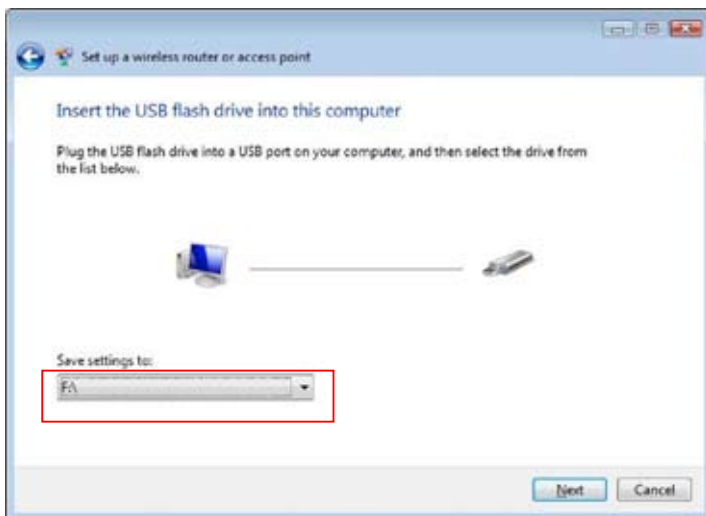 Set up a wireless router or access point
Insert the USB flash drive into this computer
Plug the USB flash drive into a USB port on your computer, and then select the drive from
the list below.
Save settings to:
F:\
Next Cancel